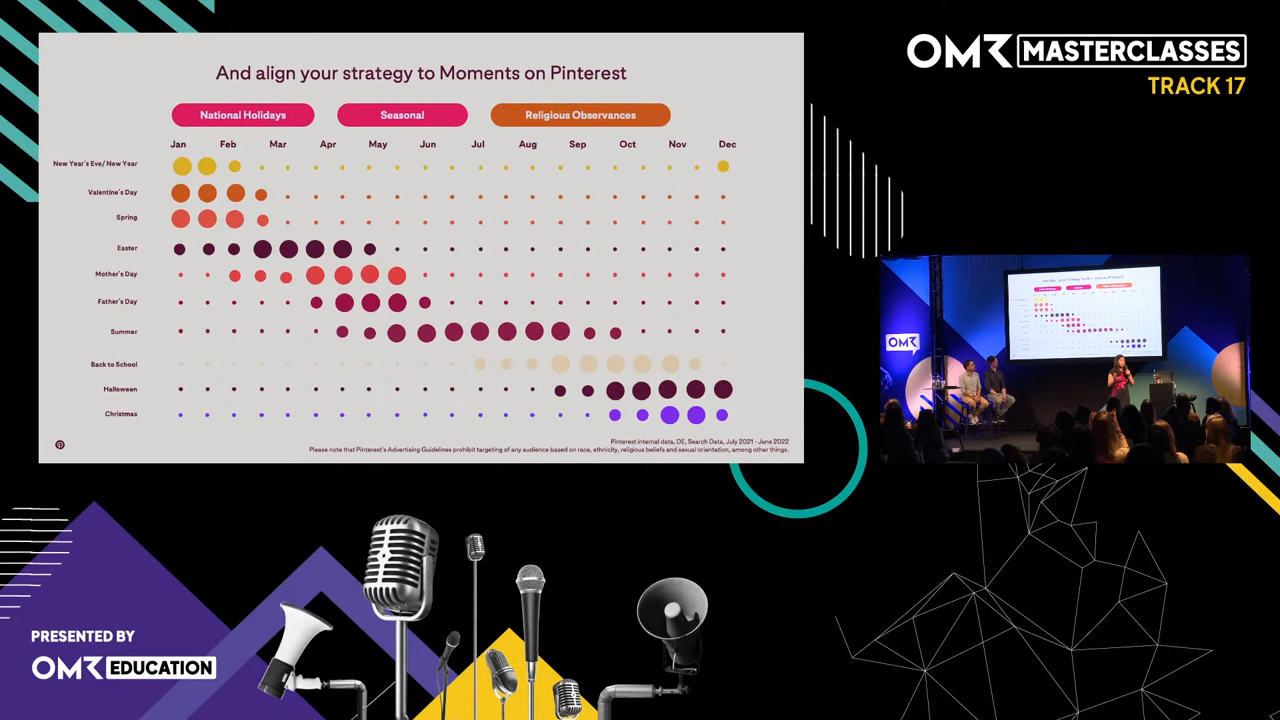 And align your strategy to Moments on Pinterest
National Holidays
Seasonal
Religious Observances
Jan Feb Mar Apr May Jun Jul Aug Sep Oct Nov Dec
New Year's Eve/ New Year
Valentine's Day
Spring
Easter
Mother's Day
Father's Day
Summer
Back to School
Halloween
Christmas
Pinterest internal data, DE, Search Data, July 2021 - June 2022
Please note that Pinterest's Advertising Guidelines prohibit targeting of any audience based on race, ethnicity, religious beliefs and sexual orientation, among other things.
OMR MASTERCLASSES
TRACK 17
OMR
PRESENTED BY
OMR EDUCATION